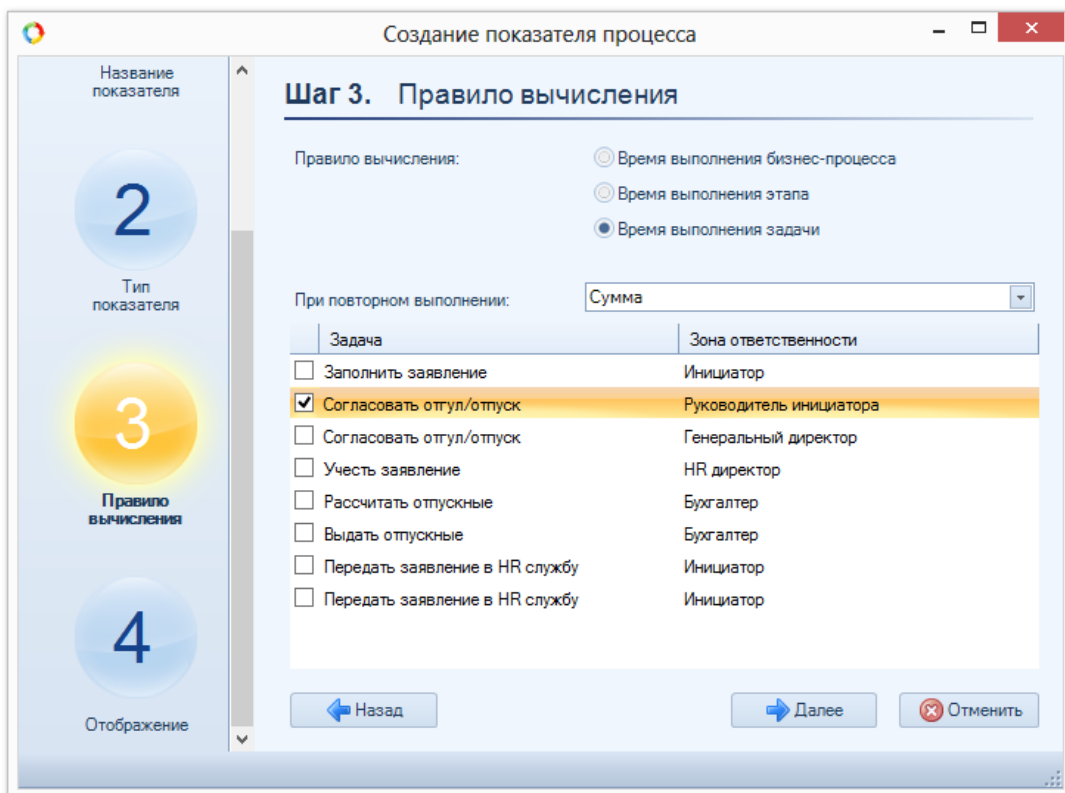 Создание показателя процесса
Название
показателя
2
Тип
показателя
3
Правило
вычисления
4
Отображение
Шаг 3. Правило вычисления
Правило вычисления:
Время выполнения бизнес-процесса
Время выполнения этапа
Время выполнения задачи
При повторном выполнении: Сумма
Задача Зона ответственности
Заполнить заявление Инициатор
Согласовать отгул/отпуск Руководитель инициатора
Согласовать отгул/отпуск Генеральный директор
Учесть заявление HR директор
Рассчитать отпускные Бухгалтер
Выдать отпускные Бухгалтер
Передать заявление в HR службу Инициатор
Передать заявление в HR службу Инициатор
Назад Далее Отменить